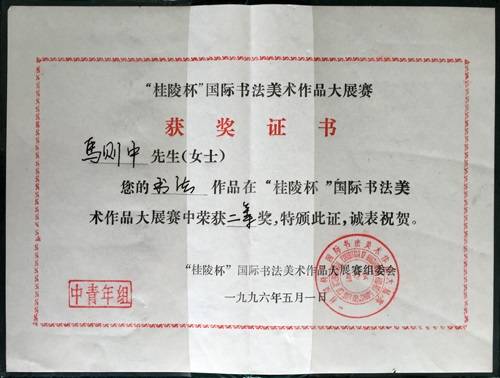 “桂陵杯”国际书法美术作品大展赛
获奖证书
马则中 先生(女士)
您的书法作品在“桂陵杯”国际书法美
术作品大展赛中荣获二等奖,特颁此证,诚表祝贺。
“桂陵杯”国际书法美术作品大展赛组委会
一九九六年五月一日
中青年组